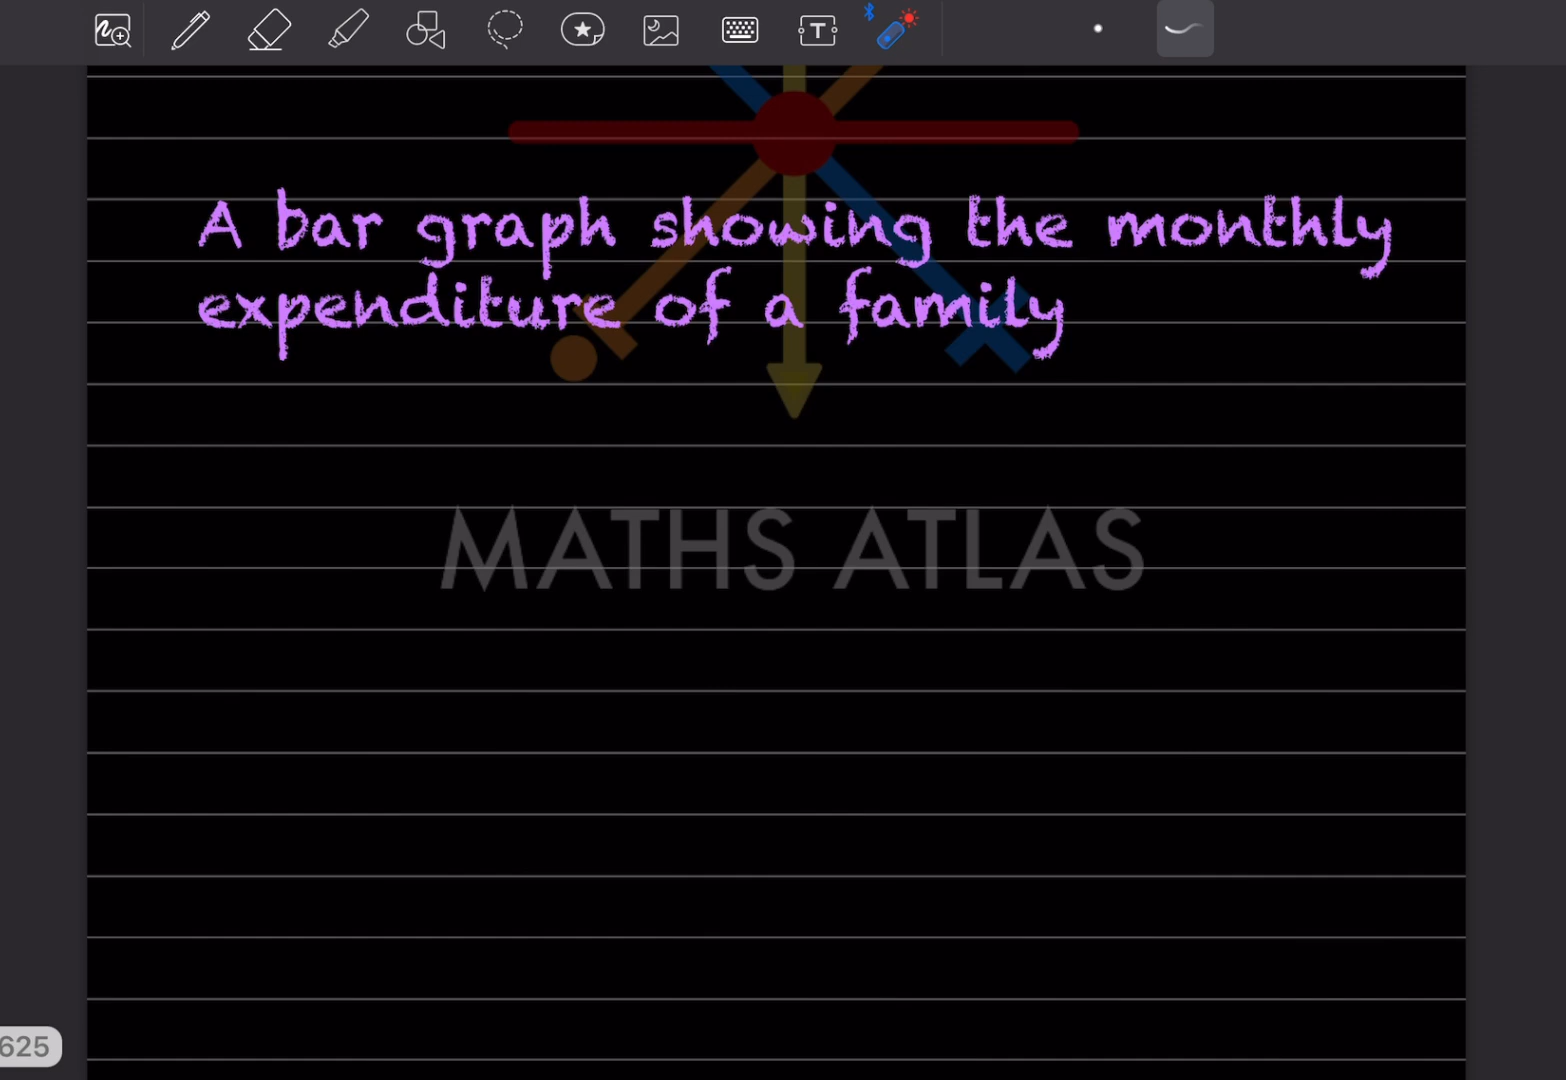 A bar graph showing the monthly
expenditure of a family
MATHS ATLAS
625